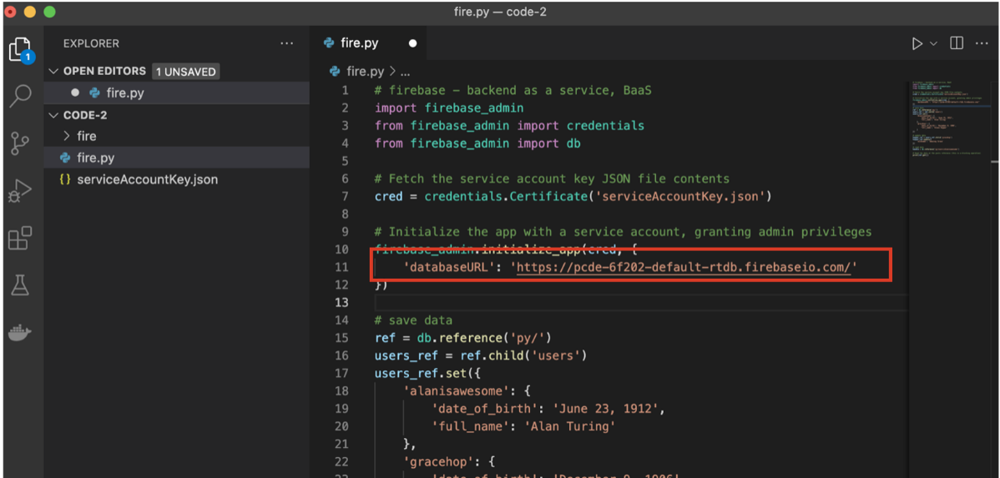 fire.py — code-2
EXPLORER
OPEN EDITORS 1 UNSAVED
fire.py
CODE-2
fire
fire.py
{} serviceAccountKey.json
1
fire.py
fire.py > ...
1 # firebase – backend as a service, BaaS
2 import firebase_admin
3 from firebase_admin import credentials
4 from firebase_admin import db
5
6 # Fetch the service account key JSON file contents
7 cred = credentials.Certificate('serviceAccountKey.json')
8
9 # Initialize the app with a service account, granting admin privileges
10 firebase_admin.initialize_app(cred, {
11 'databaseURL': 'https://pcde-6f202-default-rtdb.firebaseio.com/'
12 })
13
14 # save data
15 ref = db.reference('py/')
16 users_ref = ref.child('users')
17 users_ref.set({
18 'alanisawesome': {
19 'date_of_birth': 'June 23, 1912',
20 'full_name': 'Alan Turing'
21 },
22 'gracehop': {
23 'date_of_birth': 'December 9, 1906',